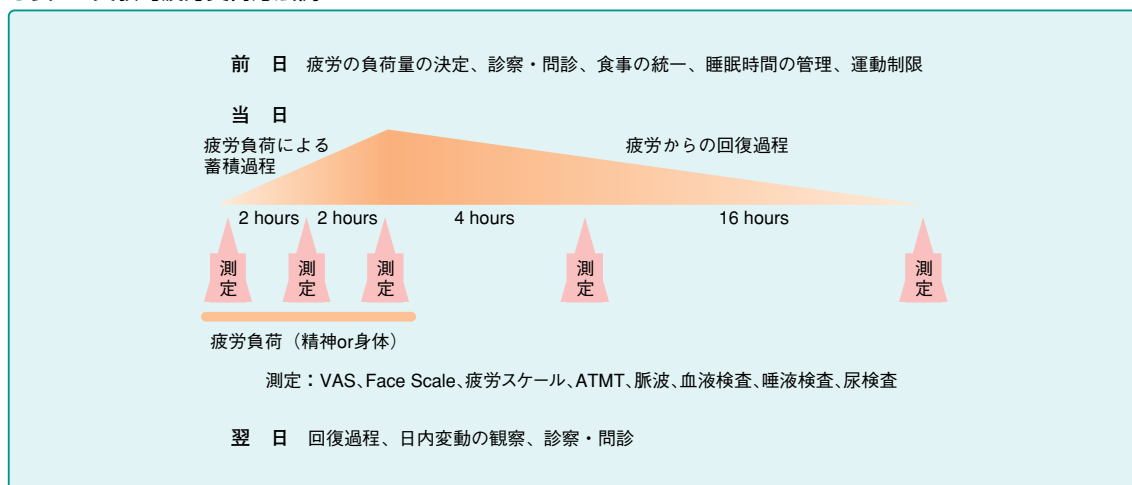 前 日 疲労の負荷量の決定、診察・問診、食事の統一、睡眠時間の管理、運動制限
当 日
疲労負荷による
蓄積過程
疲労からの回復過程
2 hours 2 hours 4 hours 16 hours
測定 測定 測定 測定 測定
疲労負荷（精神or身体）
測定：VAS、Face Scale、疲労スケール、ATMT、脈波、血液検査、唾液検査、尿検査
翌 日 回復過程、日内変動の観察、診察・問診